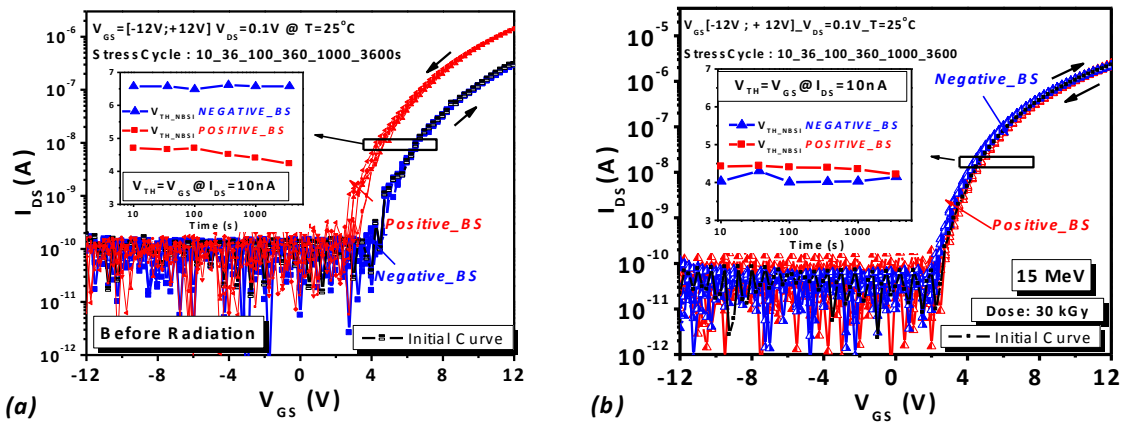 V_GS=[-12V;+12V] V_DS=0.1V @ T=25°C
Stress Cycle : 10_36_100_360_1000_3600s
7
6
5
4
3
V_TH_NBSI NEGATIVE_BS
V_TH_NBSI POSITIVE_BS
V_TH=V_GS@I_DS=10nA
10
100
1000
Time (s)
10^-6
10^-7
10^-8
10^-9
10^-10
10^-11
10^-12
I_DS (A)
Positive_BS
Negative_BS
Before Radiation
Initial Curve
-12
-8
-4
0
4
8
12
V_GS (V)
(a)
V_GS[-12V ; + 12V]_V_DS=0.1V_T=25°C
Stress Cycle : 10_36_100_360_1000_3600
7
6
5
4
3
V_TH=V_GS@I_DS=10nA
V_TH_NBSI NEGATIVE_BS
V_TH_NBSI POSITIVE_BS
10
100
1000
Time (s)
10^-5
10^-6
10^-7
10^-8
10^-9
10^-10
10^-11
10^-12
I_DS (A)
Negative_BS
Positive_BS
15 MeV
Dose: 30 kGy
Initial Curve
-12
-8
-4
0
4
8
12
V_GS (V)
(b)